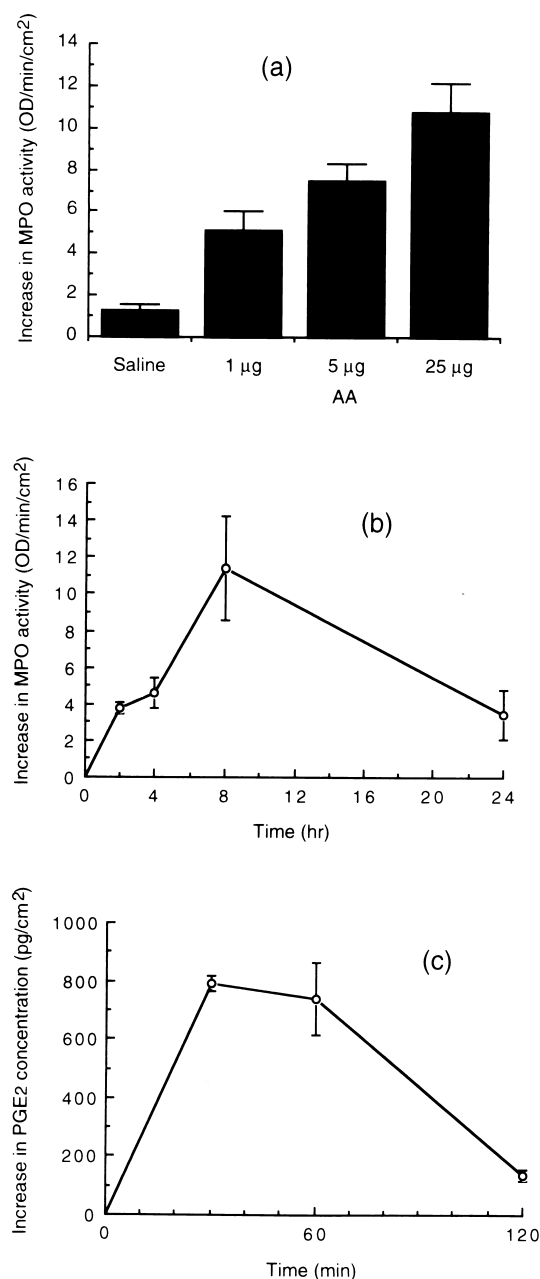 (a)
Increase in MPO activity (OD/min/cm2)
14
12
10
8
6
4
2
0
Saline
1 µg
5 µg
25 µg
AA
(b)
Increase in MPO activity (OD/min/cm2)
16
14
12
10
8
6
4
2
0
0
4
8
12
16
20
24
Time (hr)
(c)
Increase in PGE2 concentration (pg/cm2)
1000
800
600
400
200
0
0
60
120
Time (min)